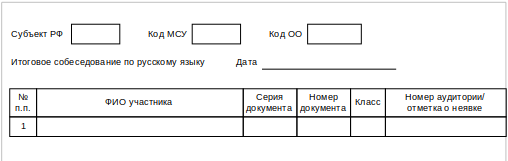 Субъект РФ Код МСУ Код ОО
Итоговое собеседование по русскому языку Дата
№ п.п. ФИО участника Серия документа Номер документа Класс Номер аудитории/ отметка о неявке
1